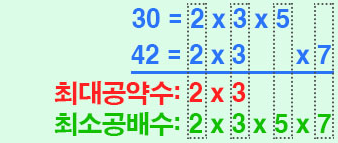 30 = 2 x 3 x 5
42 = 2 x 3 x 7
최대공약수: 2 x 3
최소공배수: 2 x 3 x 5 x 7